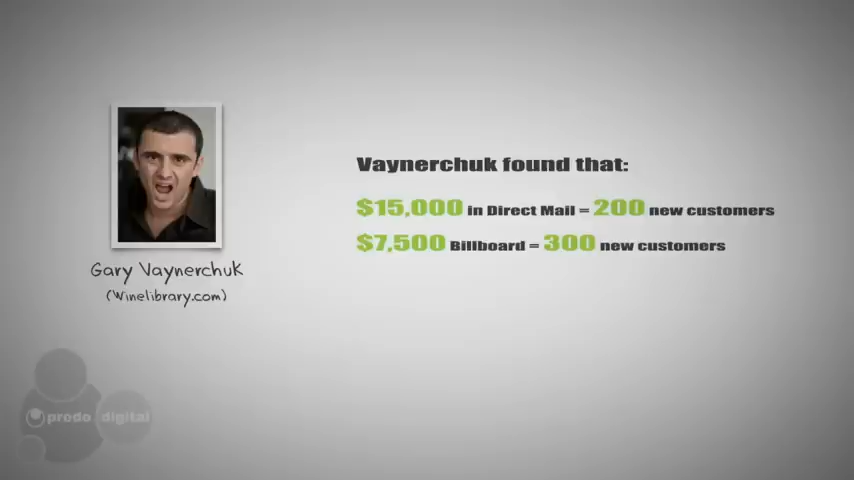 Vaynerchuk found that:
$15,000 in Direct Mail = 200 new customers
$7,500 Billboard = 300 new customers
Gary Vaynerchuk
(Winelibrary.com)
predo digital